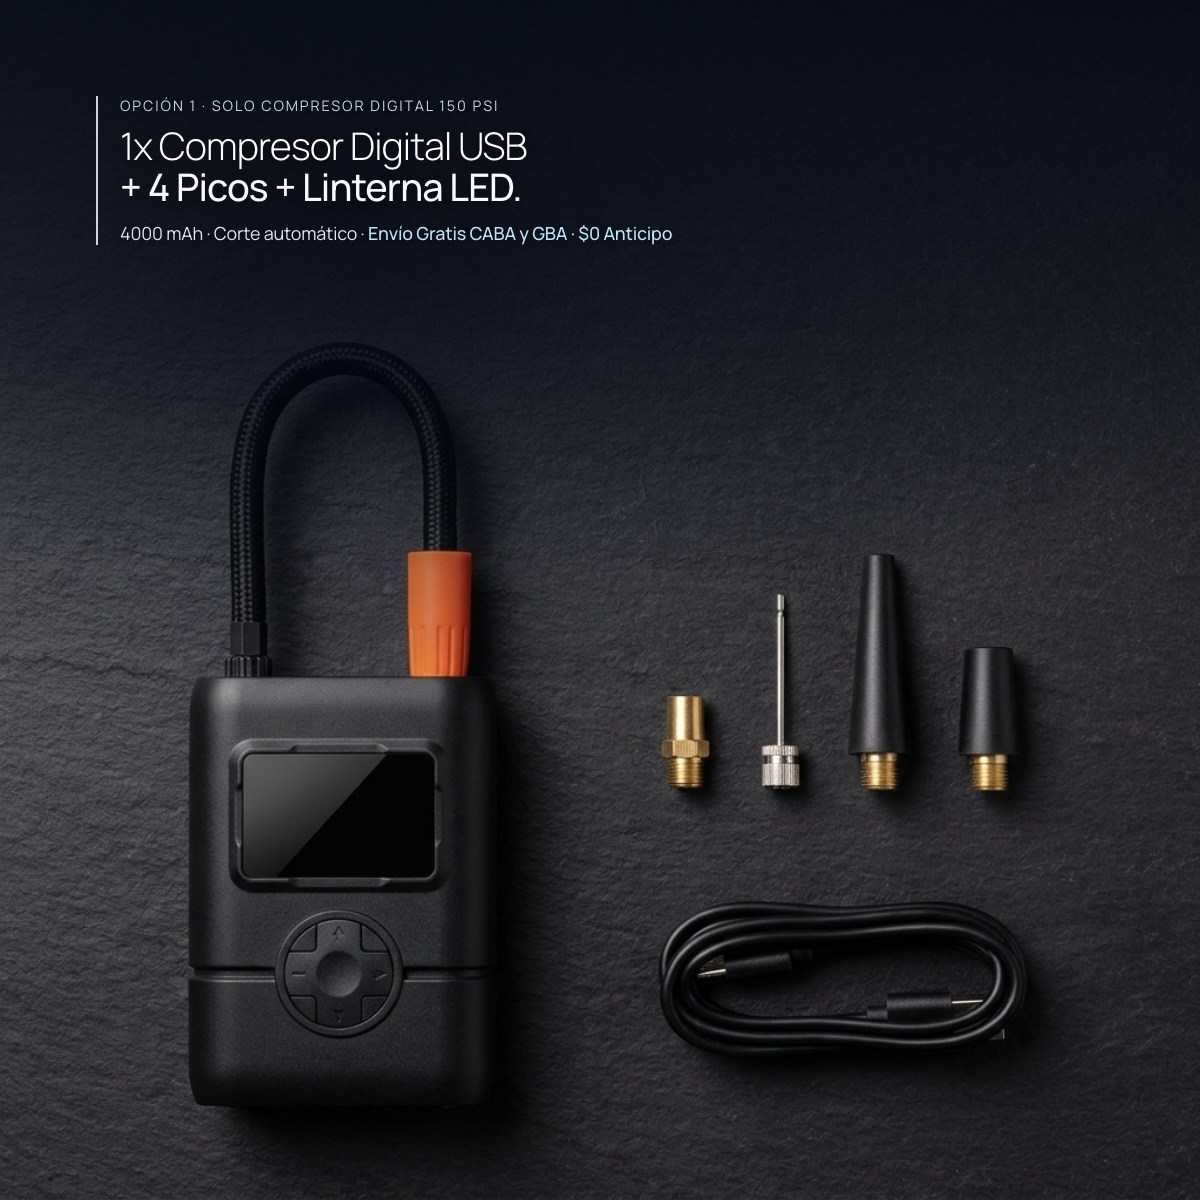 OPCIÓN 1 · SOLO COMPRESOR DIGITAL 150 PSI
1x Compresor Digital USB
+ 4 Picos + Linterna LED.
4000 mAh · Corte automático · Envío Gratis CABA y GBA · $0 Anticipo